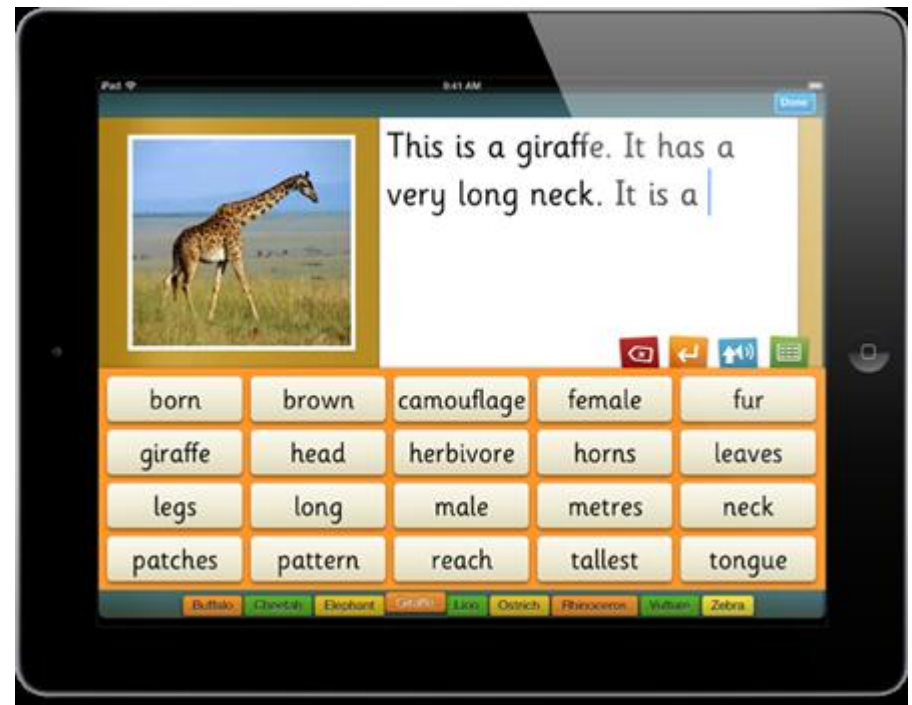 iPad 9:41 AM
Done
This is a giraffe. It has a
very long neck. It is a
born brown camouflage female fur
giraffe head herbivore horns leaves
legs long male metres neck
patches pattern reach tallest tongue
Buffalo Cheetah Elephant Giraffe Lion Ostrich Rhinoceros Vulture Zebra